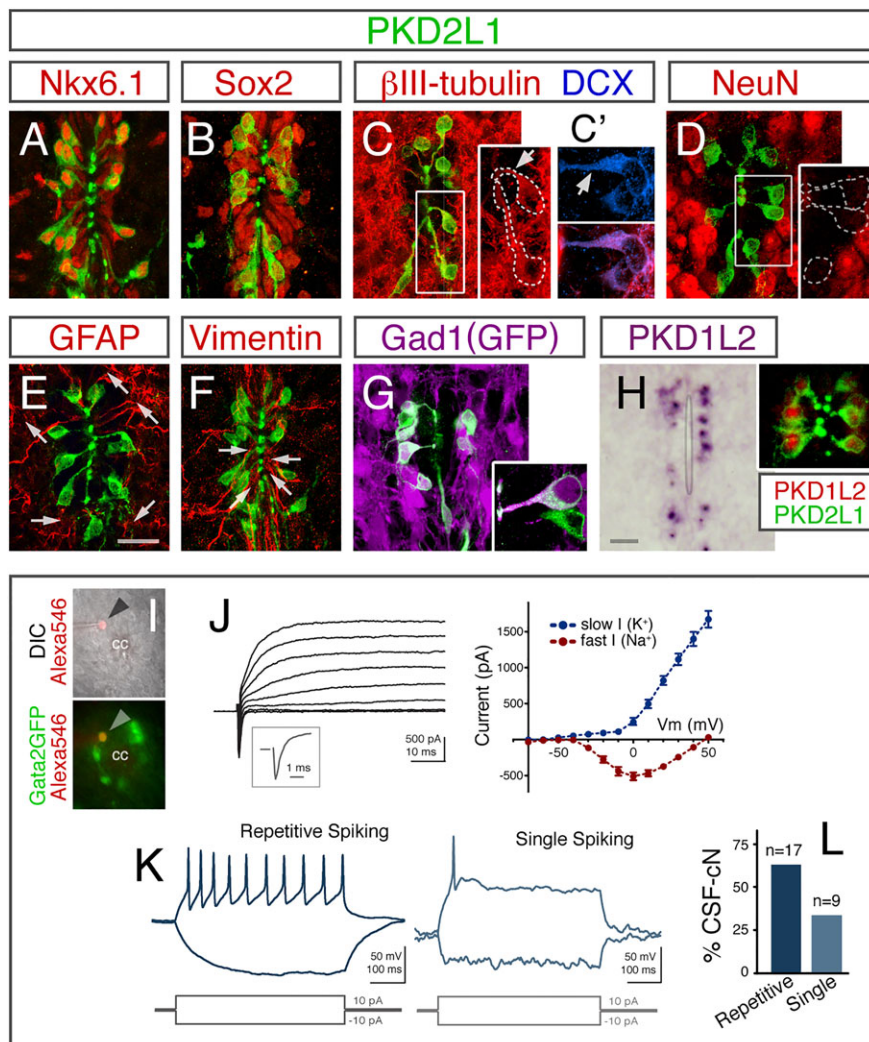 PKD2L1
Nkx6.1
Sox2
βIII-tubulin DCX
NeuN
A
B
C
C'
D
GFAP
Vimentin
Gad1(GFP)
PKD1L2
E
F
G
H
PKD1L2
PKD2L1
DIC
Alexa546
cc
Gata2GFP
Alexa546
cc
J
500 pA
10 ms
1 ms
slow I (K⁺)
fast I (Na⁺)
Current (pA)
1500
1000
500
-500
Vm (mV)
-50
0
50
K
Repetitive Spiking
Single Spiking
50 mV
100 ms
50 mV
100 ms
10 pA
-10 pA
10 pA
-10 pA
L
% CSF-cN
75
50
25
0
n=17
n=9
Repetitive
Single